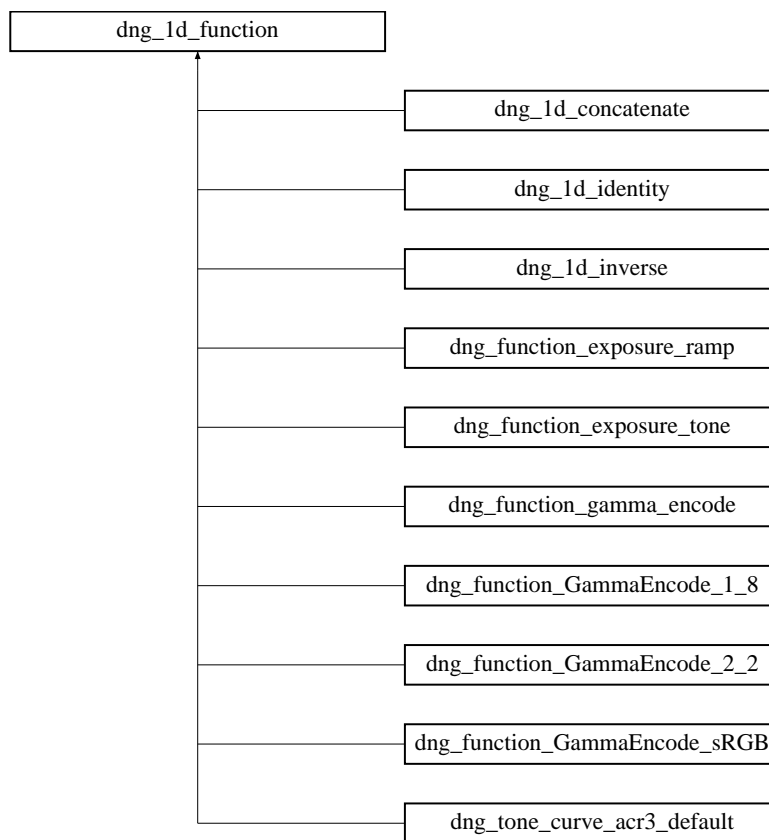 dng_1d_function
dng_1d_concatenate
dng_1d_identity
dng_1d_inverse
dng_function_exposure_ramp
dng_function_exposure_tone
dng_function_gamma_encode
dng_function_GammaEncode_1_8
dng_function_GammaEncode_2_2
dng_function_GammaEncode_sRGB
dng_tone_curve_acr3_default